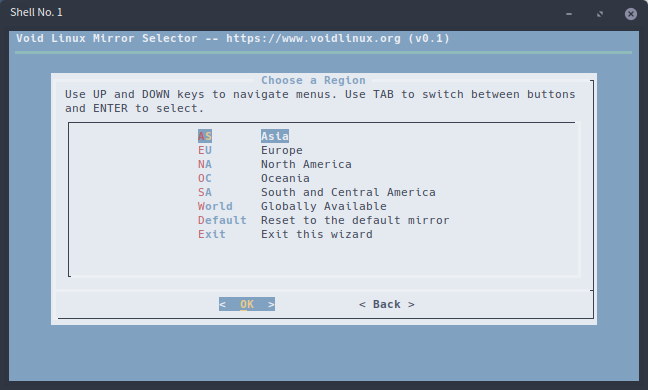 Shell No. 1
Void Linux Mirror Selector -- https://www.voidlinux.org (v0.1)
Choose a Region
Use UP and DOWN keys to navigate menus. Use TAB to switch between buttons
and ENTER to select.
AS Asia
EU Europe
NA North America
OC Oceania
SA South and Central America
World Globally Available
Default Reset to the default mirror
Exit Exit this wizard
< OK > < Back >